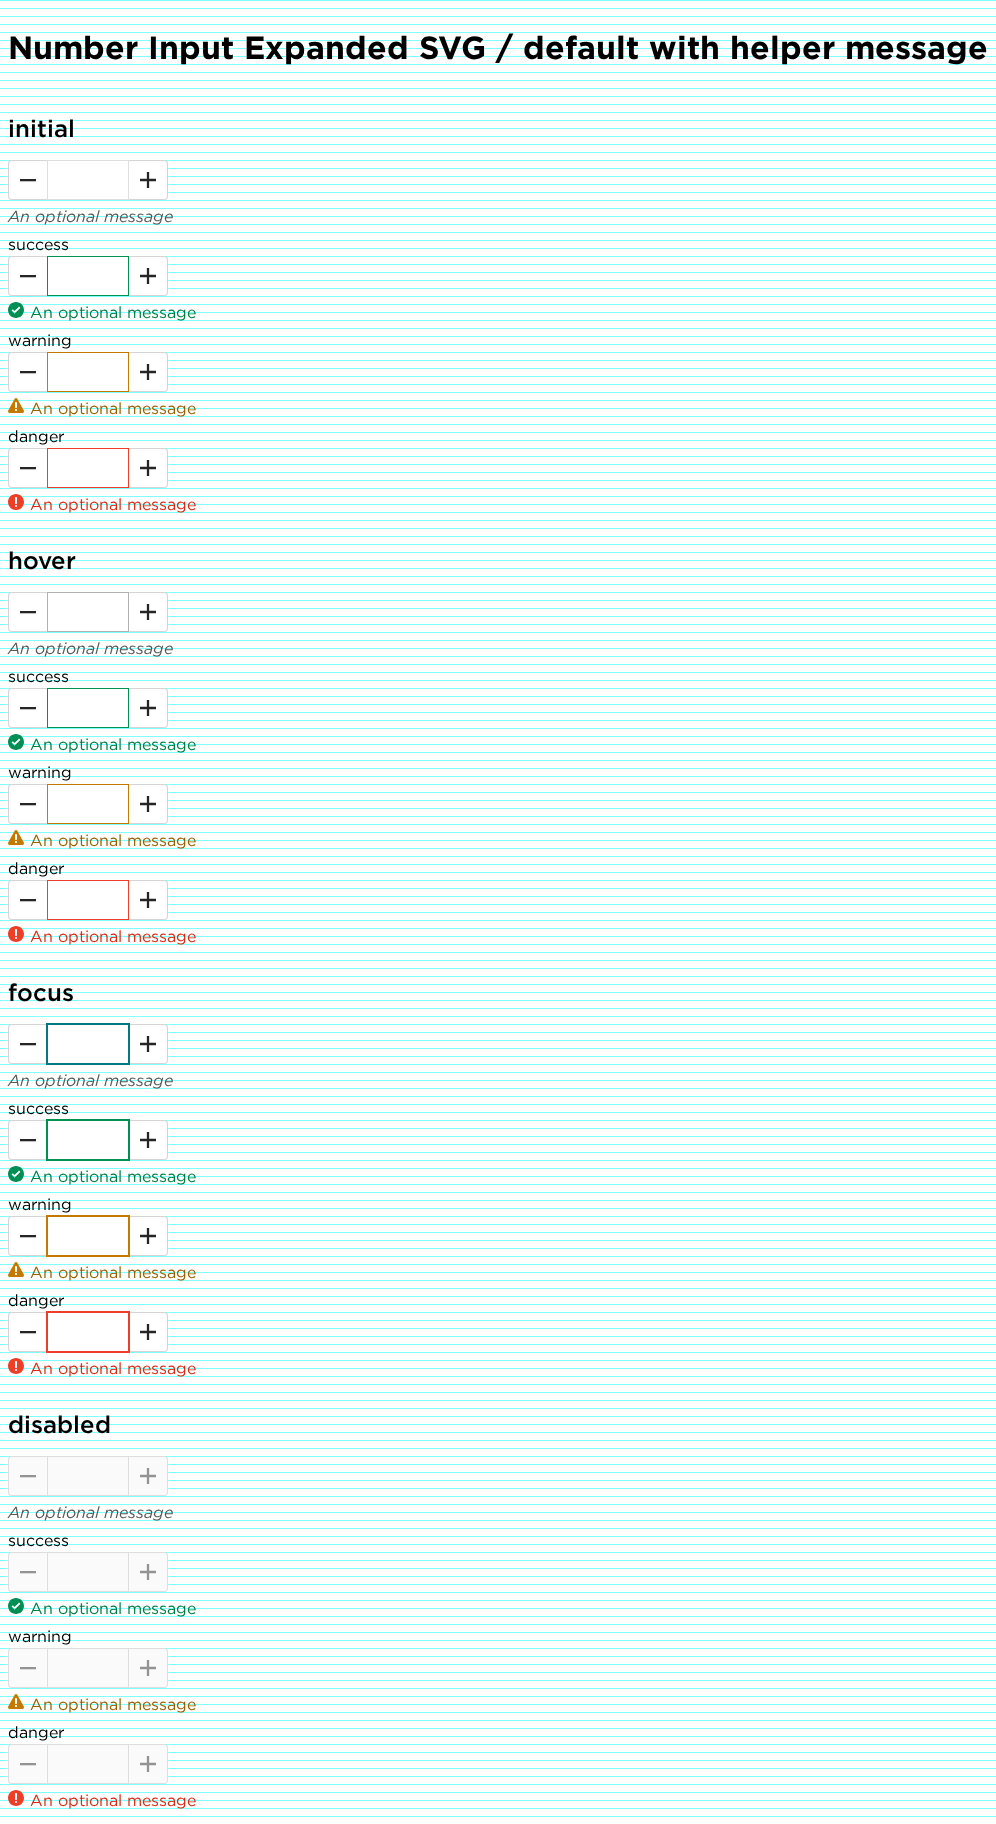 Number Input Expanded SVG / default with helper message
initial
An optional message
success
An optional message
warning
An optional message
danger
An optional message
hover
An optional message
success
An optional message
warning
An optional message
danger
An optional message
focus
An optional message
success
An optional message
warning
An optional message
danger
An optional message
disabled
An optional message
success
An optional message
warning
An optional message
danger
An optional message